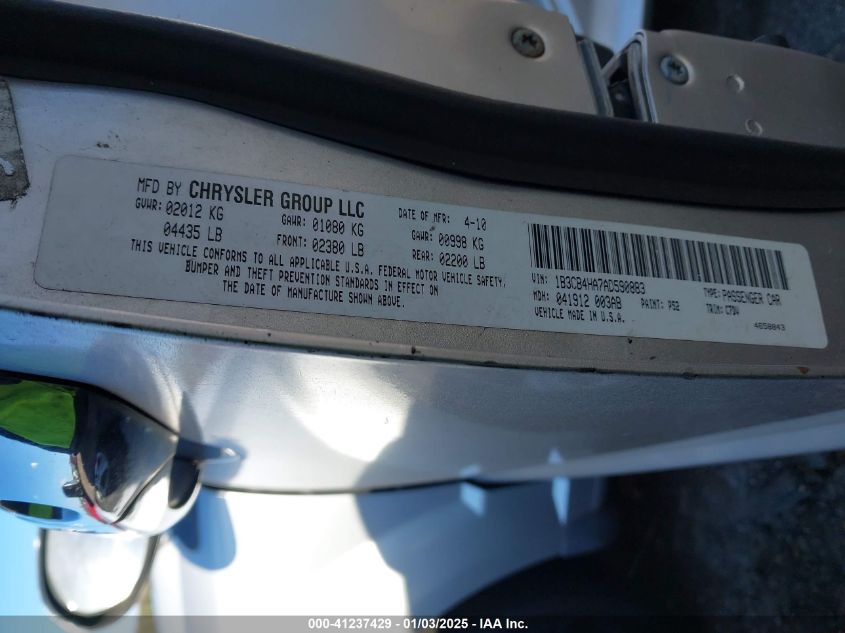 MFD BY CHRYSLER GROUP LLC
DATE OF MFR: 4-10
GVWR: 02012 KG
04435 LB
GAWR: 01080 KG
FRONT: 02380 LB
GAWR: 00998 KG
REAR: 02200 LB
THIS VEHICLE CONFORMS TO ALL APPLICABLE U.S.A. FEDERAL MOTOR VEHICLE SAFETY,
BUMPER AND THEFT PREVENTION STANDARDS IN EFFECT ON
THE DATE OF MANUFACTURE SHOWN ABOVE.
VIN: 1B3CB4HA7AD590883
TYPE: PASSENGER CAR
MDH: 041912 003AB
PAINT: PS2
TRIM: C7DV
VEHICLE MADE IN U.S.A.
4658843
000-41237429 - 01/03/2025 - IAA Inc.